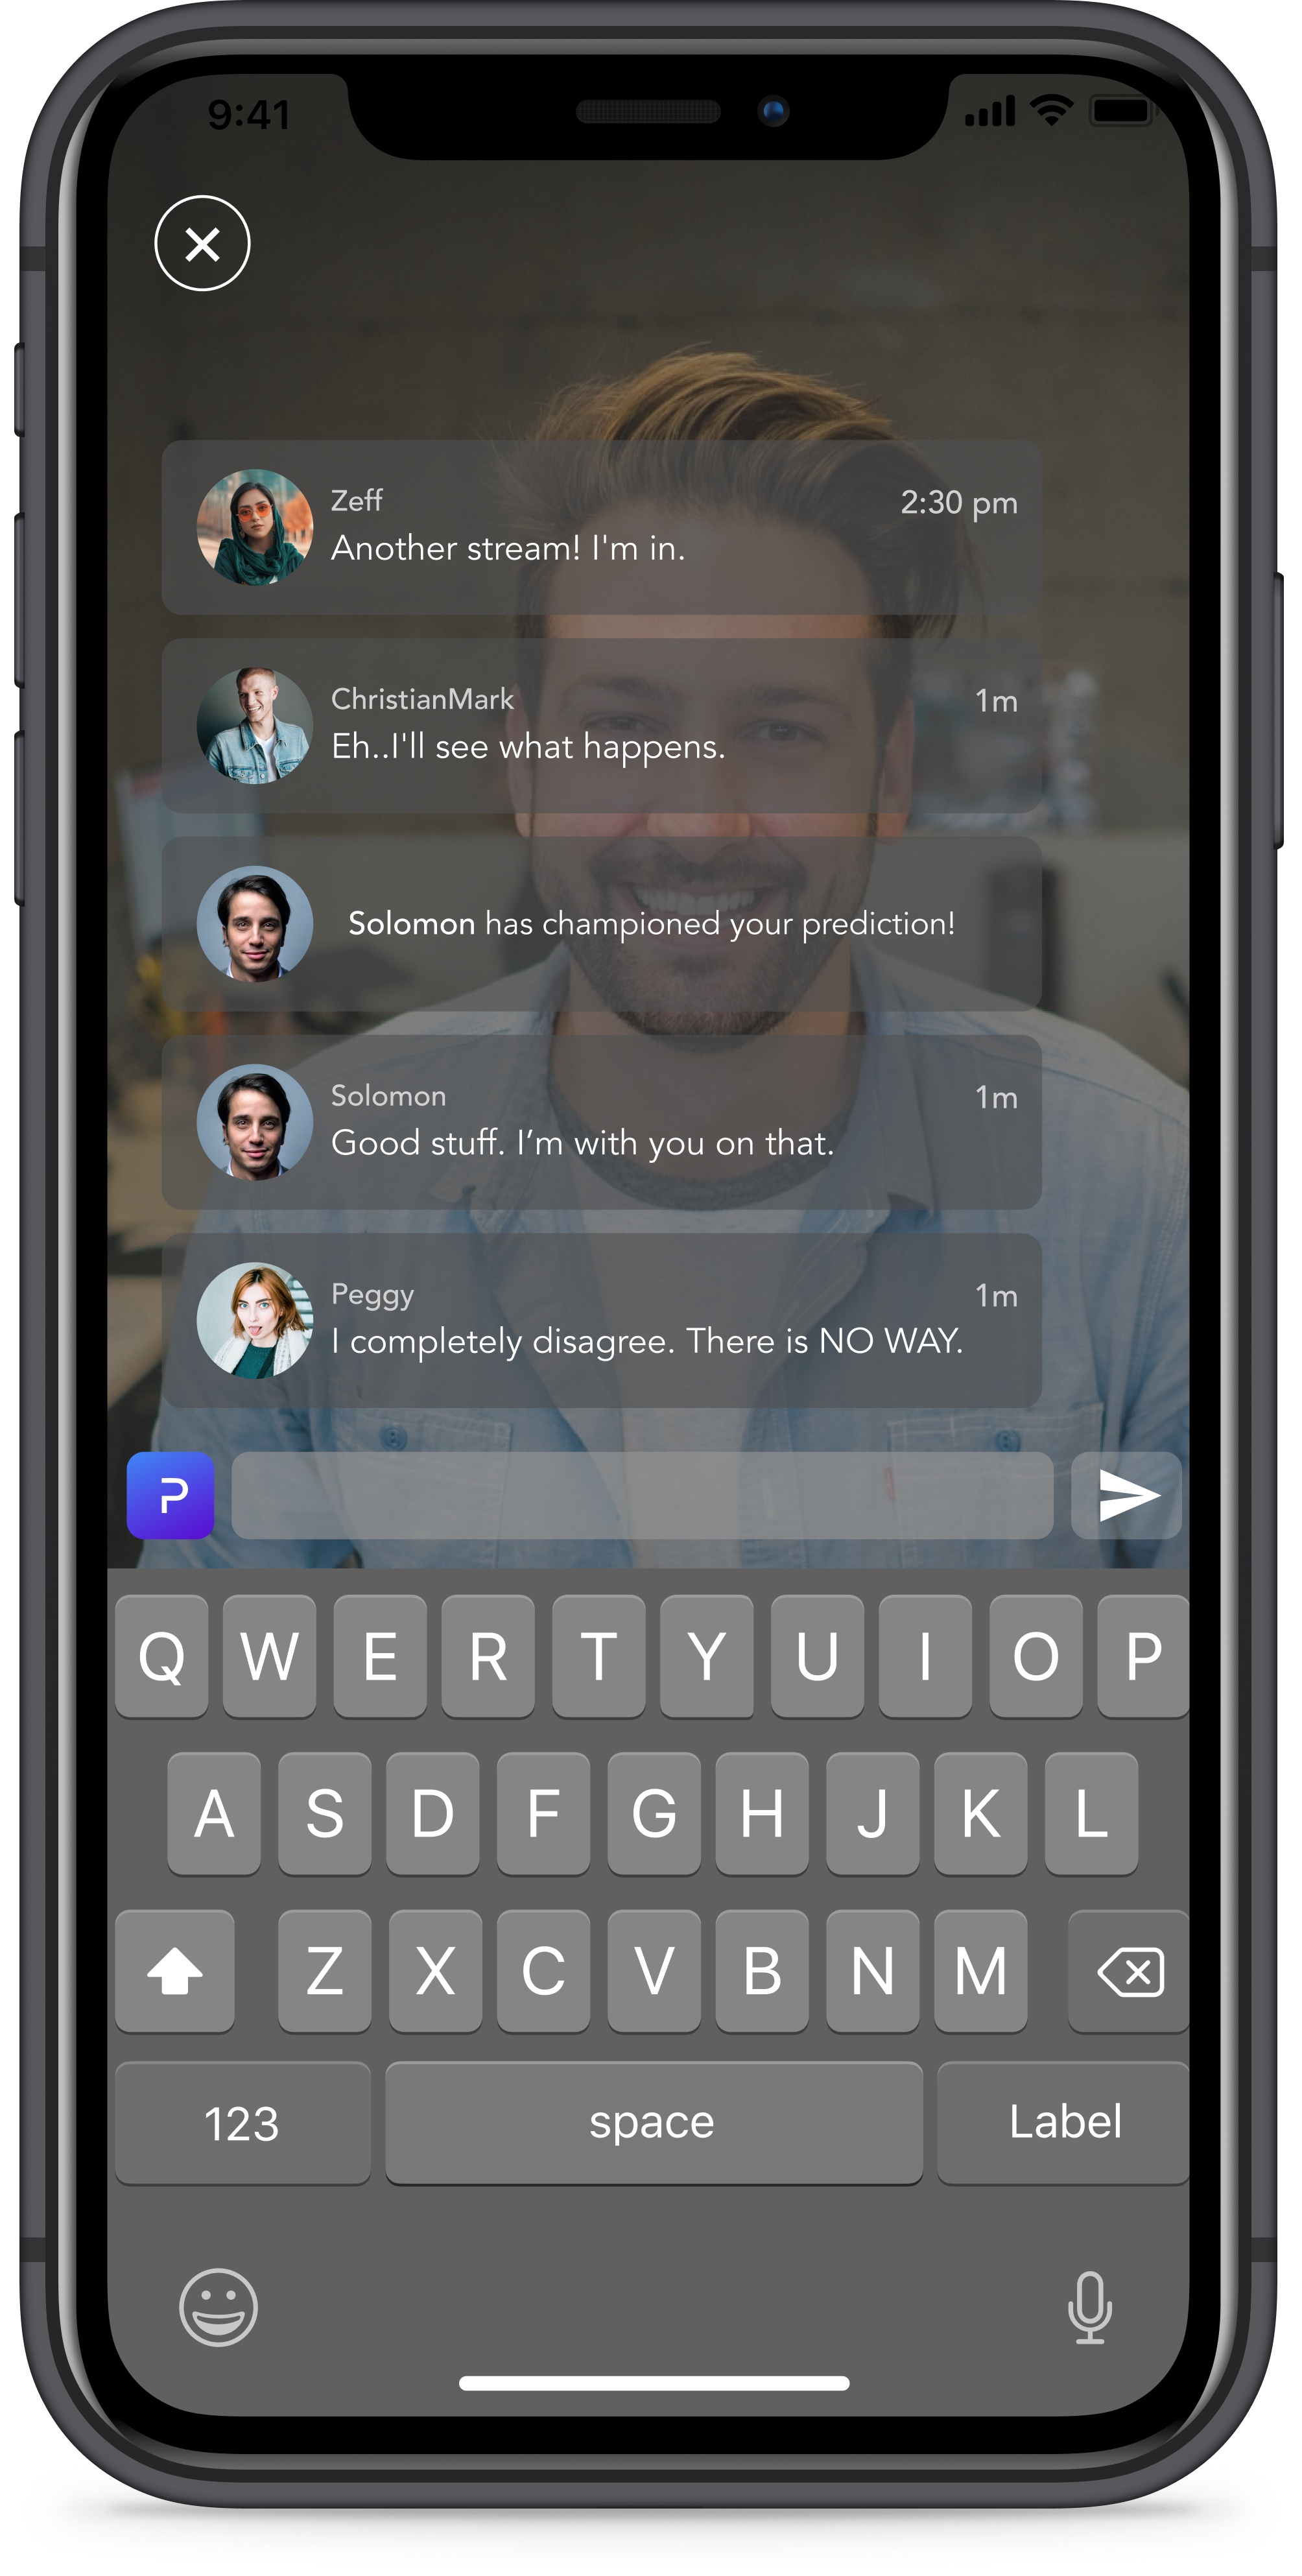 9:41
Zeff
2:30 pm
Another stream! I'm in.
ChristianMark
1m
Eh..I'll see what happens.
Solomon has championed your prediction!
Solomon
1m
Good stuff. I’m with you on that.
Peggy
1m
I completely disagree. There is NO WAY.
P
Q W E R T Y U I O P
A S D F G H J K L
Z X C V B N M
123 space Label